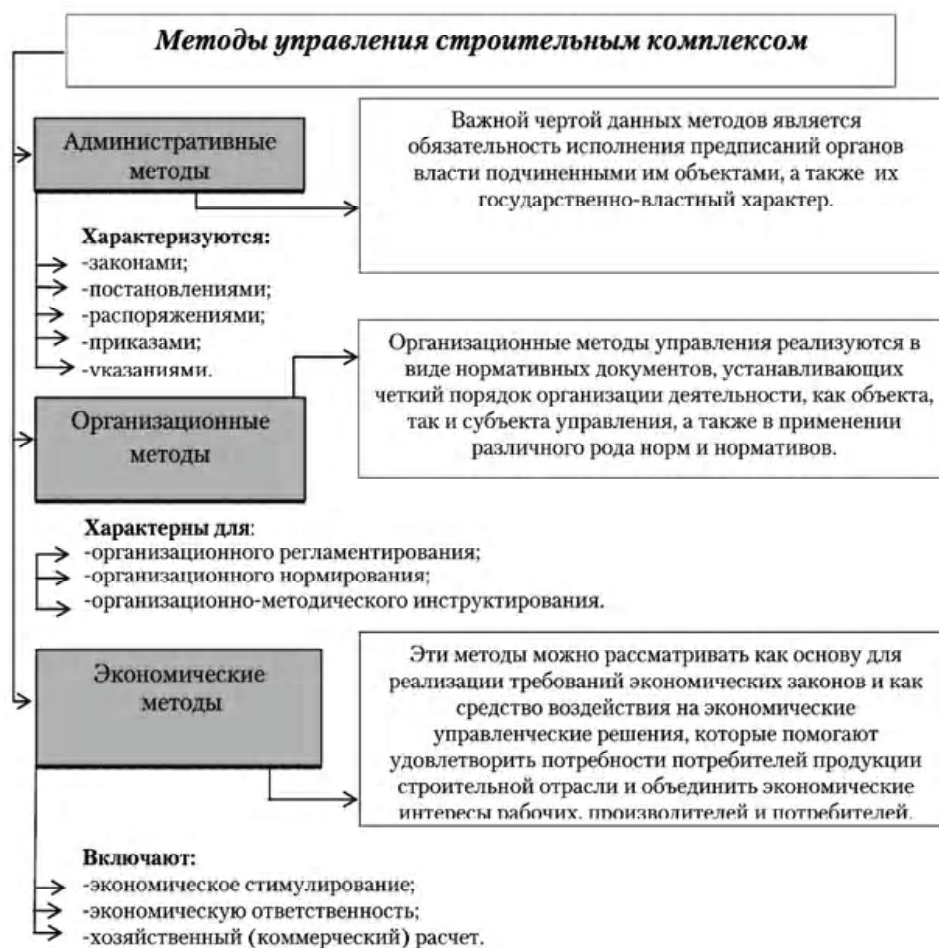 Методы управления строительным комплексом
Административные
методы
Важной чертой данных методов является
обязательность исполнения предписаний органов
власти подчиненными им объектами, а также их
государственно-властный характер.
Характеризуются:
-законами;
-постановлениями;
-распоряжениями;
-приказами;
-указаниями.
Организационные методы управления реализуются в
виде нормативных документов, устанавливающих
четкий порядок организации деятельности, как объекта,
так и субъекта управления, а также в применении
различного рода норм и нормативов.
Организационные
методы
Характерны для:
-организационного регламентирования;
-организационного нормирования;
-организационно-методического инструктирования.
Экономические
методы
Эти методы можно рассматривать как основу для
реализации требований экономических законов и как
средство воздействия на экономические
управленческие решения, которые помогают
удовлетворить потребности потребителей продукции
строительной отрасли и объединить экономические
интересы рабочих, производителей и потребителей.
Включают:
-экономическое стимулирование;
-экономическую ответственность;
-хозяйственный (коммерческий) расчет.